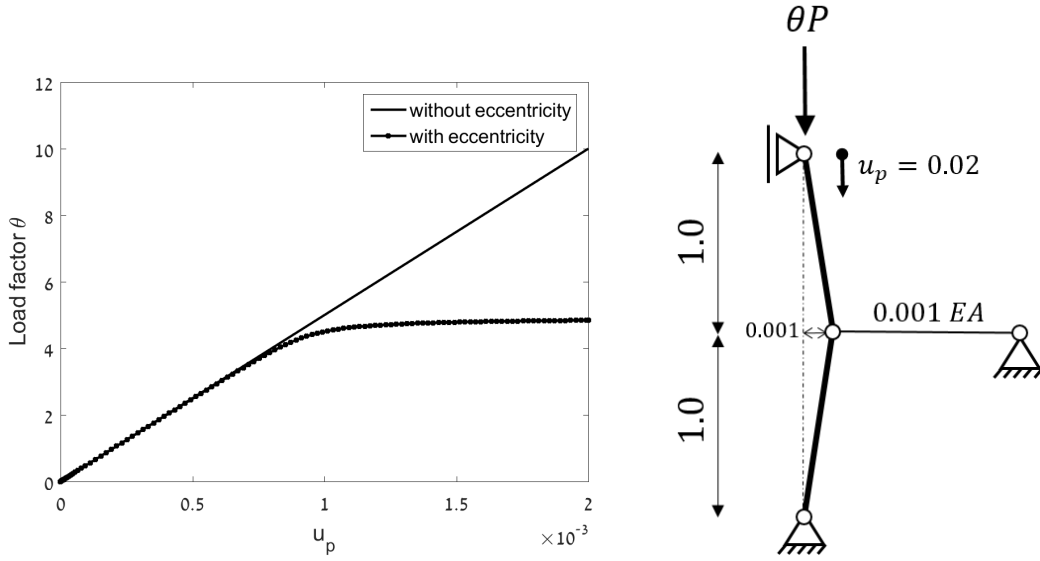 12
10
8
6
4
2
0
0
0.5
1
1.5
2
×10⁻³
Load factor θ
u_p
without eccentricity
with eccentricity
θP
u_p = 0.02
1.0
0.001 EA
0.001
1.0